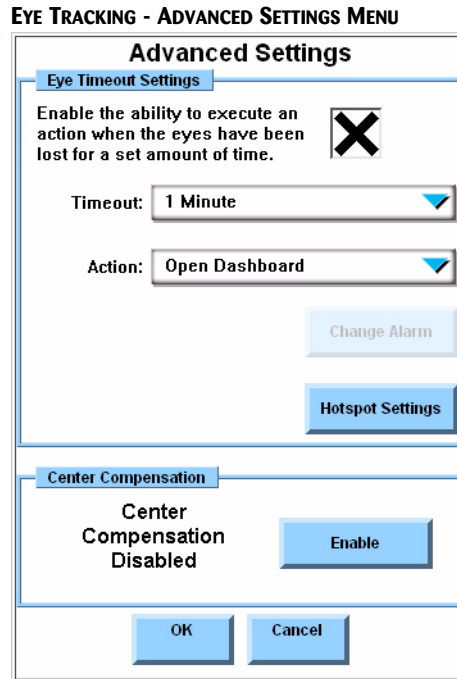 EYE TRACKING - ADVANCED SETTINGS MENU
Advanced Settings
Eye Timeout Settings
Enable the ability to execute an
action when the eyes have been
lost for a set amount of time.
Timeout: 1 Minute
Action: Open Dashboard
Change Alarm
Hotspot Settings
Center Compensation
Center
Compensation
Disabled
Enable
OK Cancel